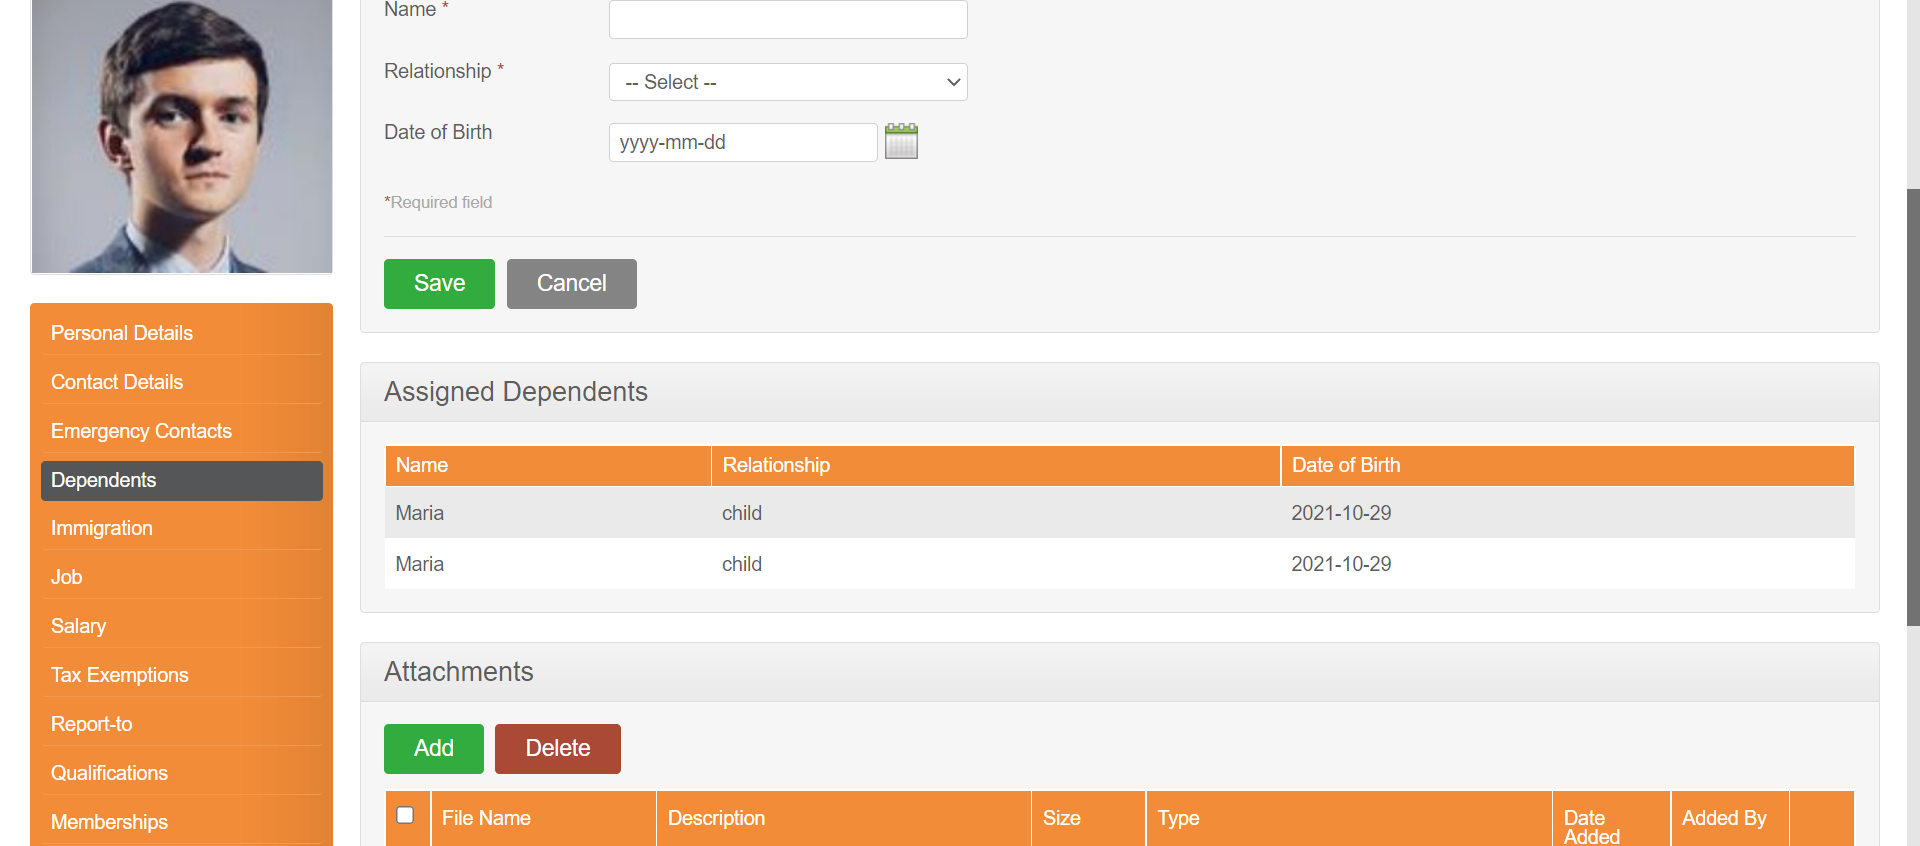 Name *
Relationship *
-- Select --
Date of Birth
yyyy-mm-dd
*Required field
Save
Cancel
Personal Details
Contact Details
Emergency Contacts
Dependents
Immigration
Job
Salary
Tax Exemptions
Report-to
Qualifications
Memberships
Assigned Dependents
Name Relationship Date of Birth
Maria child 2021-10-29
Maria child 2021-10-29
Attachments
Add
Delete
File Name Description Size Type Date Added Added By